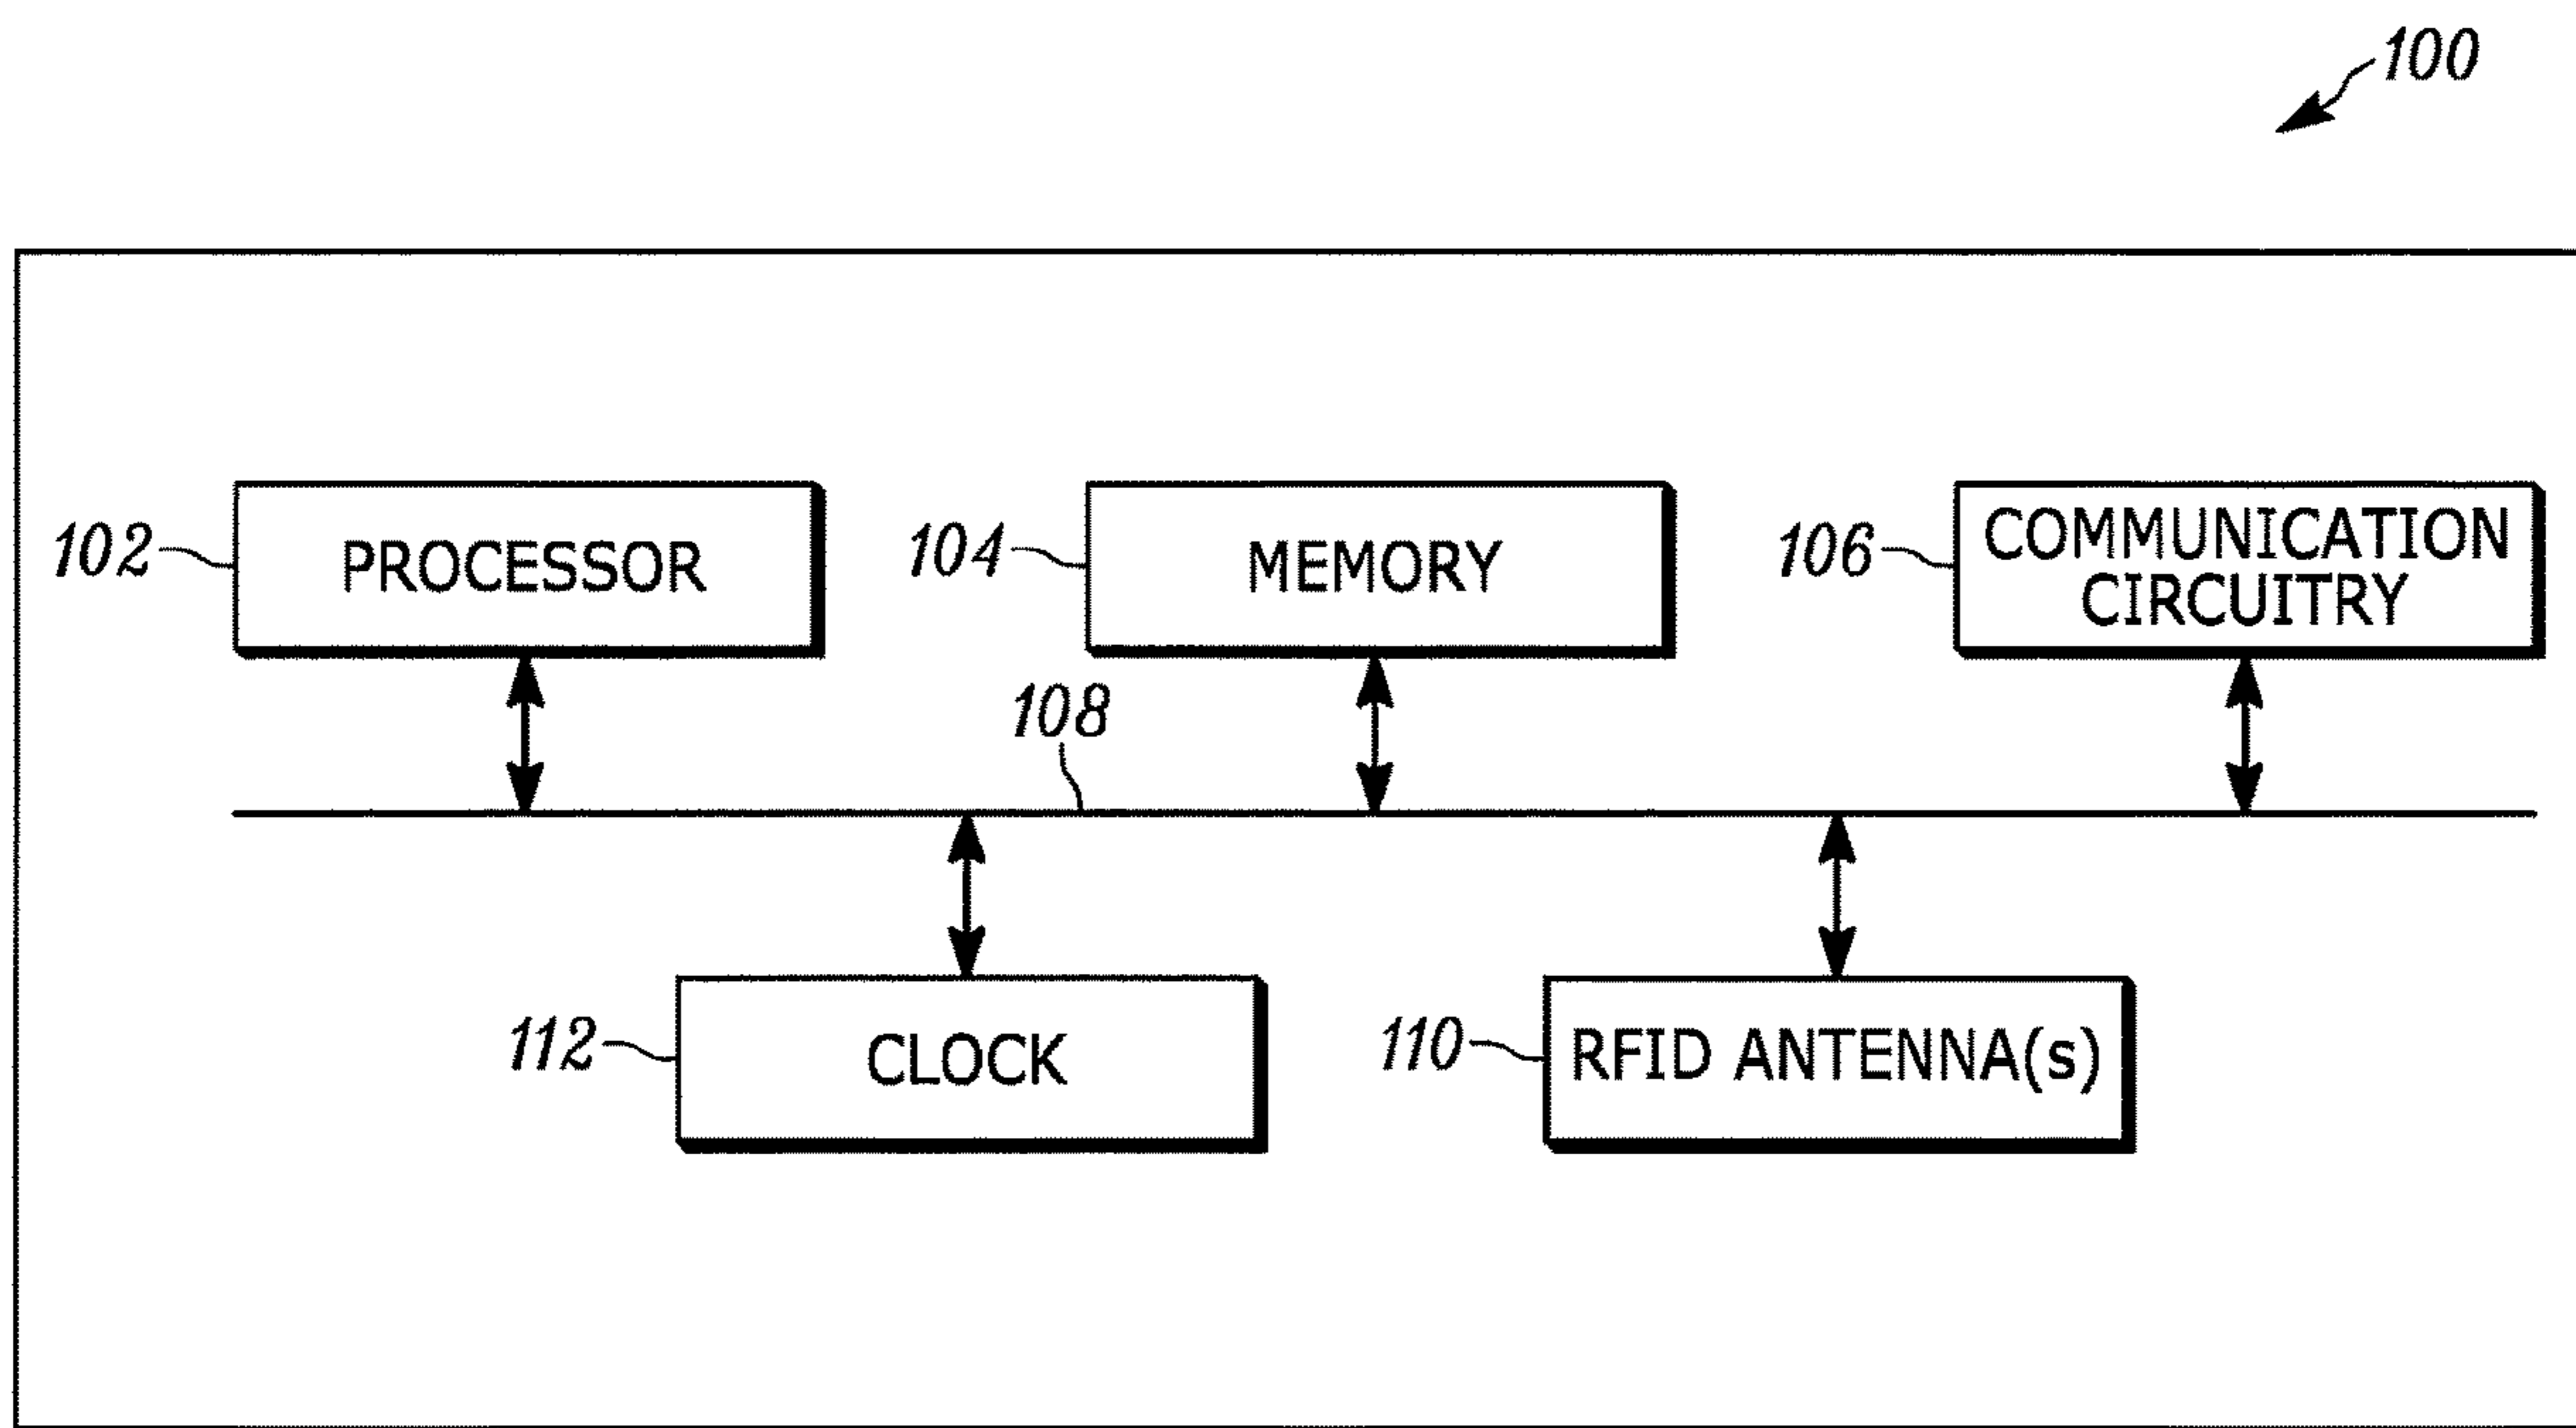 100
102
PROCESSOR
104
MEMORY
106
COMMUNICATION
CIRCUITRY
108
112
CLOCK
110
RFID ANTENNA(s)